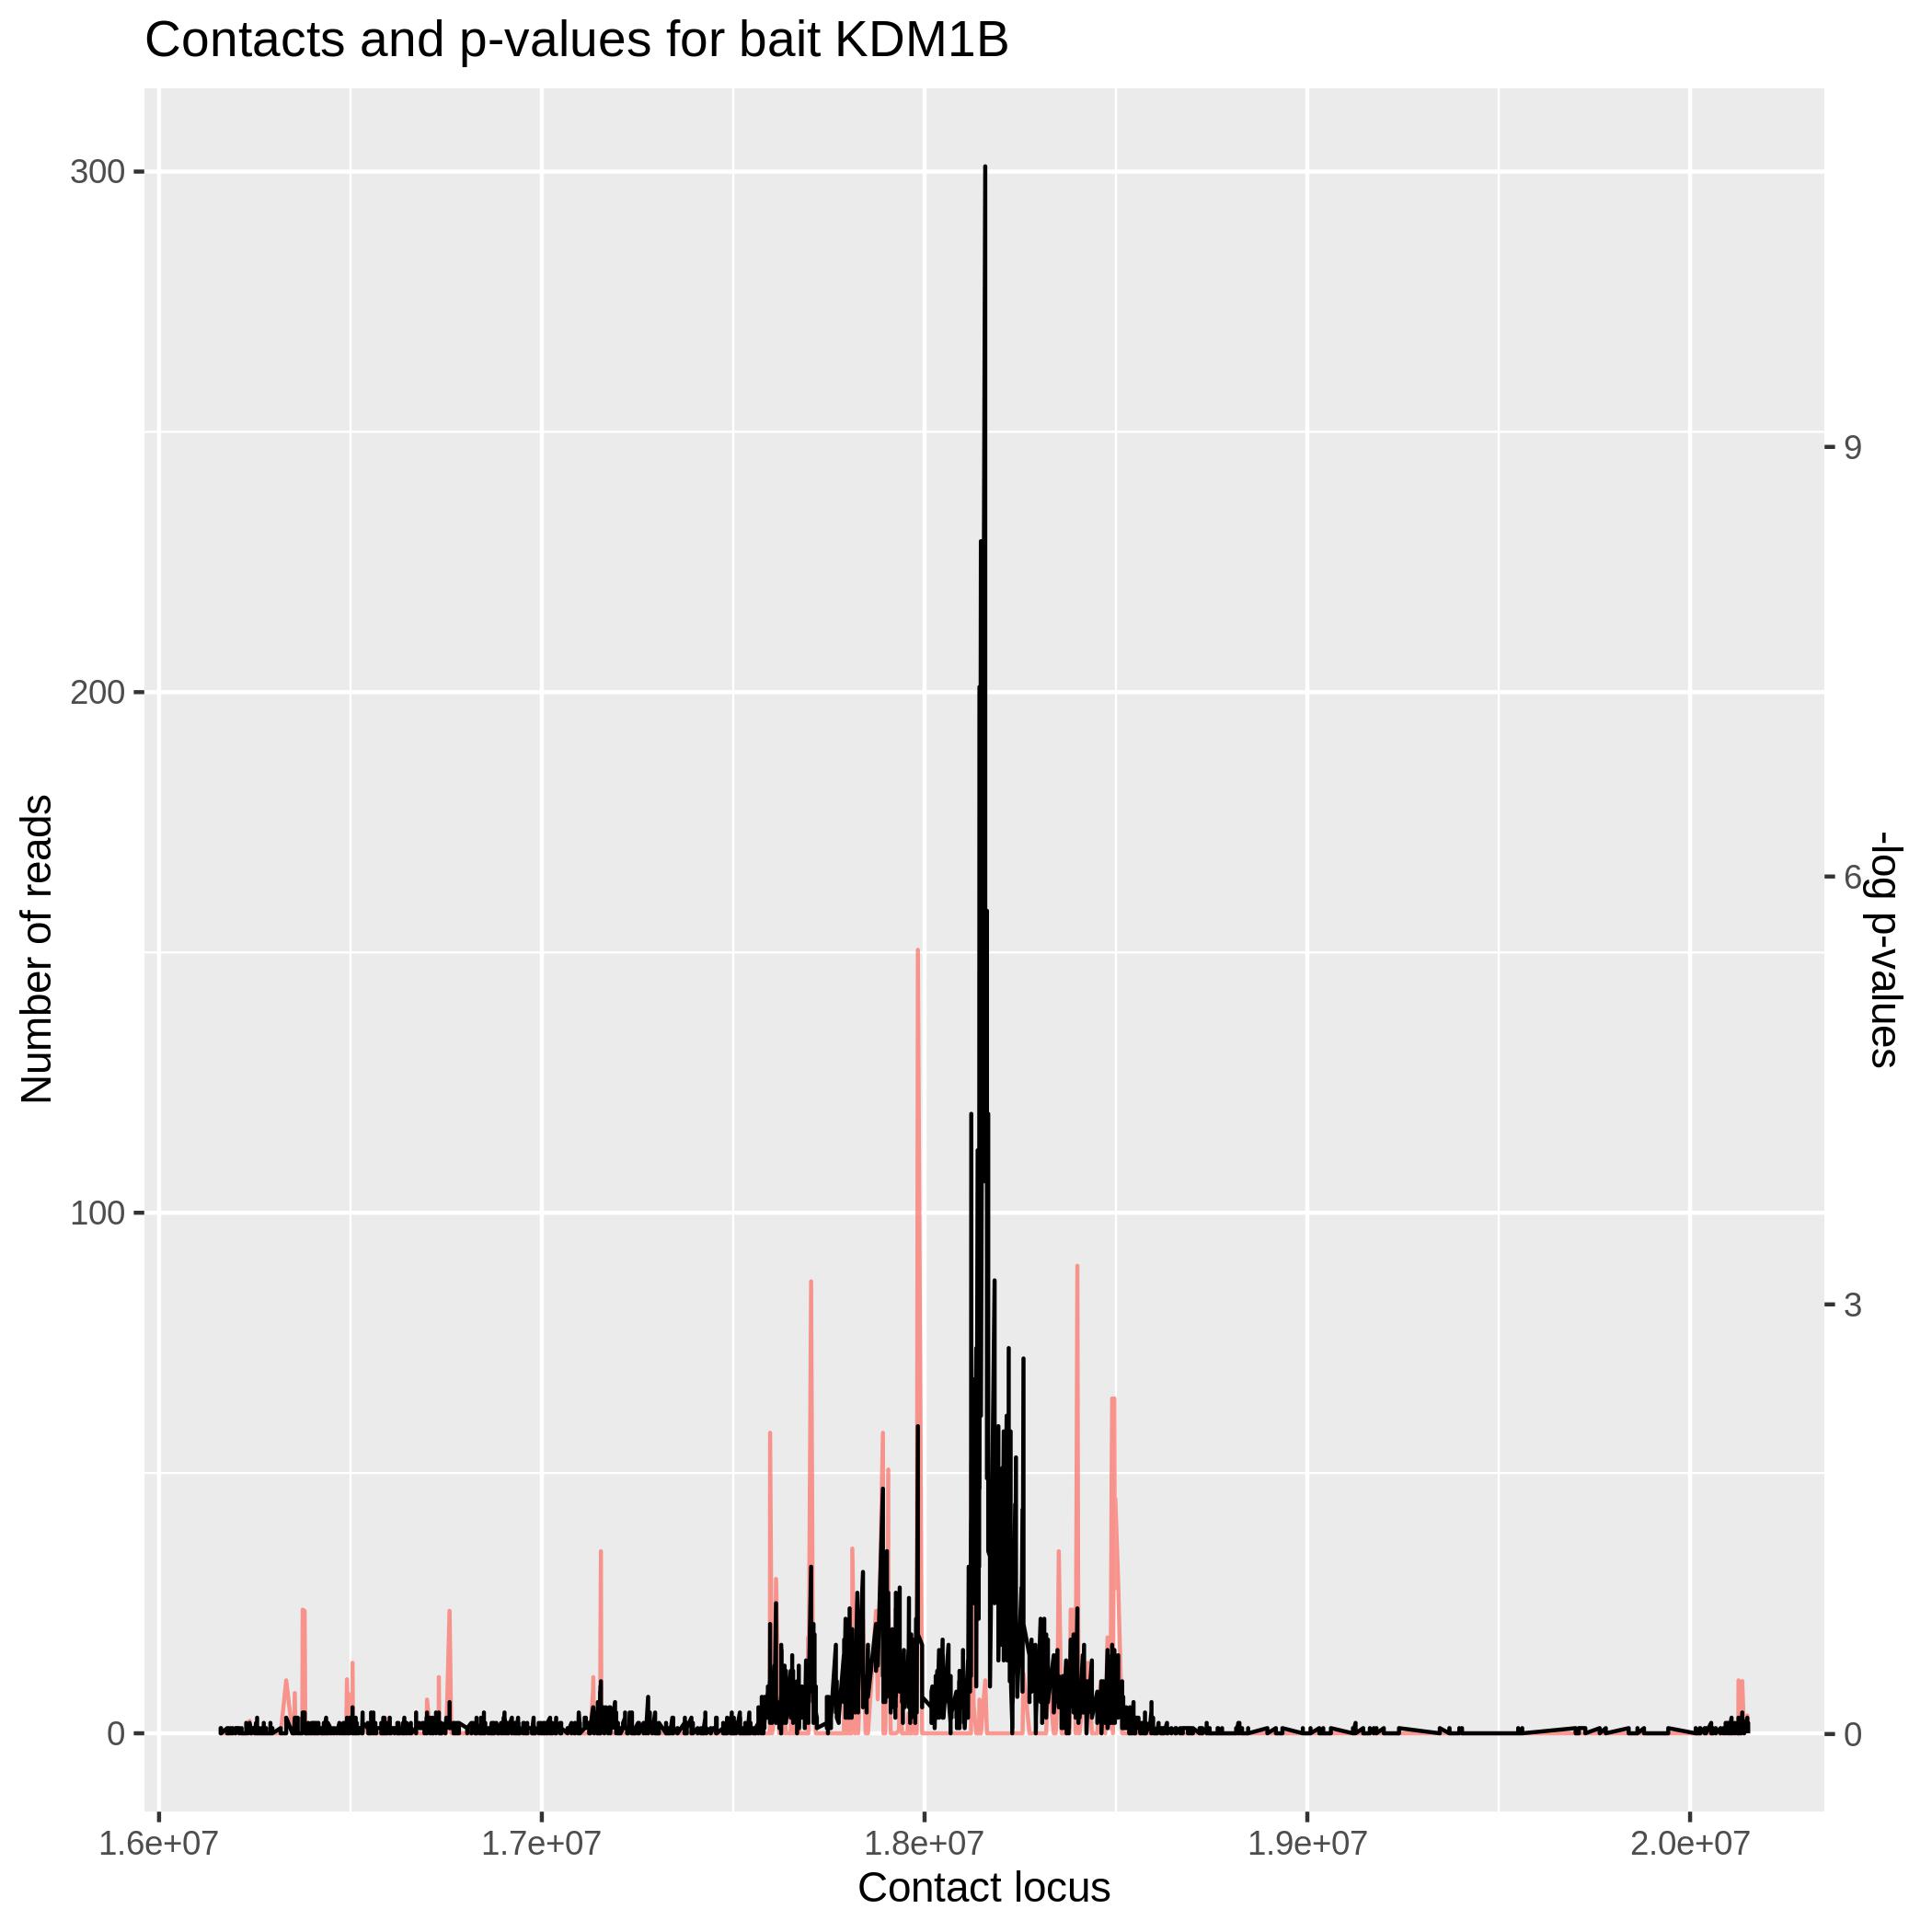 Contacts and p-values for bait KDM1B
Number of reads
300
200
100
0
9
6
3
0
-log p-values
1.6e+07 1.7e+07 1.8e+07 1.9e+07 2.0e+07
Contact locus